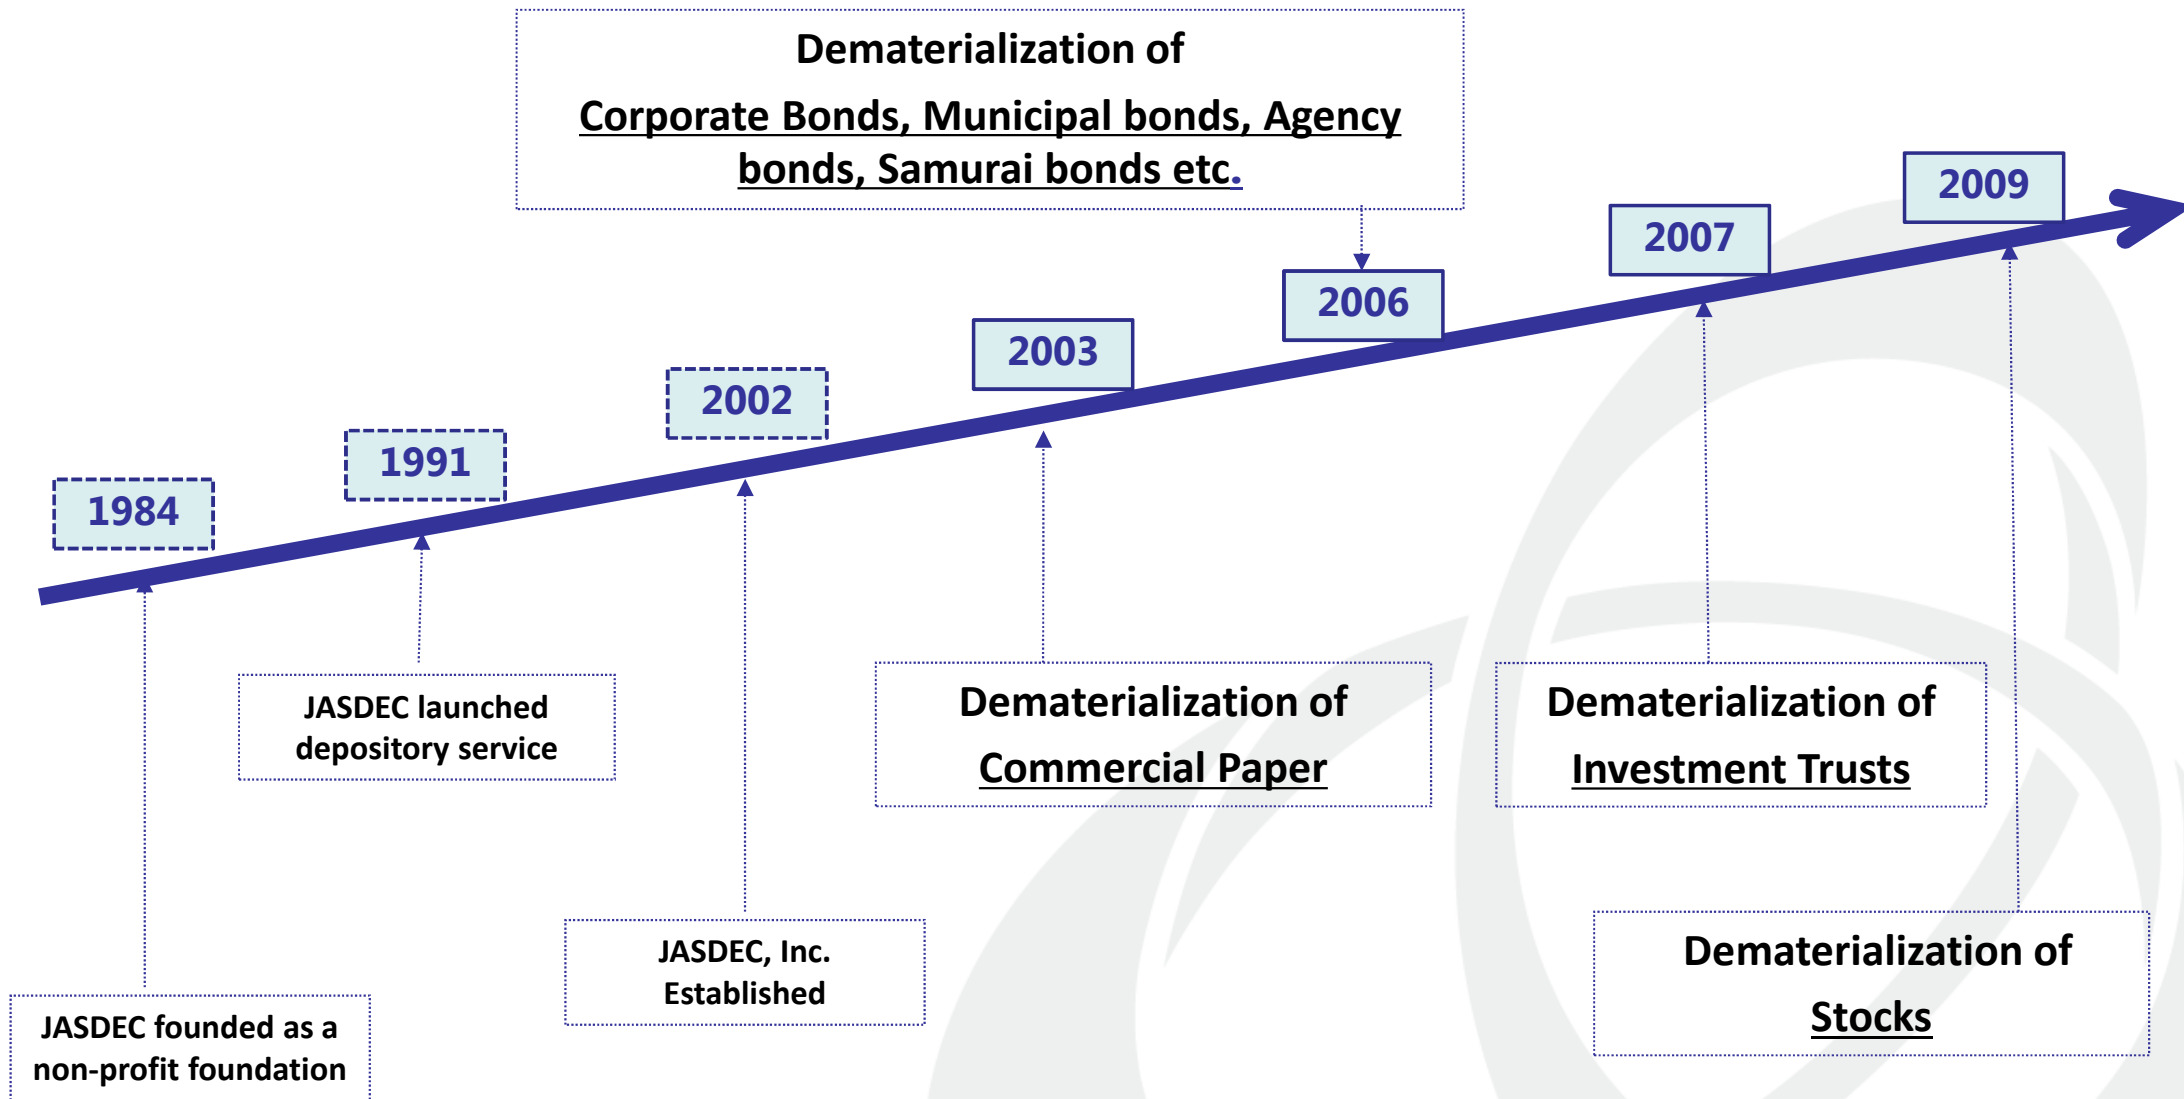 Dematerialization of
Corporate Bonds, Municipal bonds, Agency
bonds, Samurai bonds etc.
2009
2007
2006
2003
2002
1991
1984
JASDEC launched
depository service
Dematerialization of
Commercial Paper
Dematerialization of
Investment Trusts
JASDEC, Inc.
Established
Dematerialization of
Stocks
JASDEC founded as a
non-profit foundation